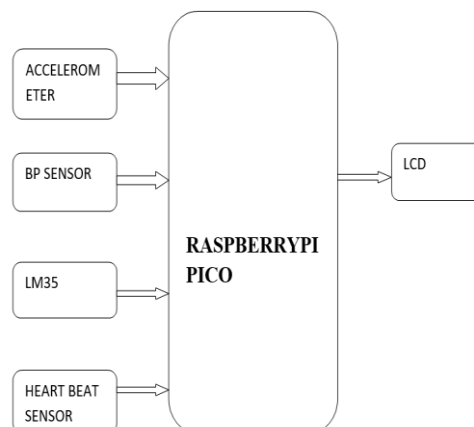 ACCELEROM
ETER
BP SENSOR
LM35
HEART BEAT
SENSOR
RASPBERRYPI
PICO
LCD